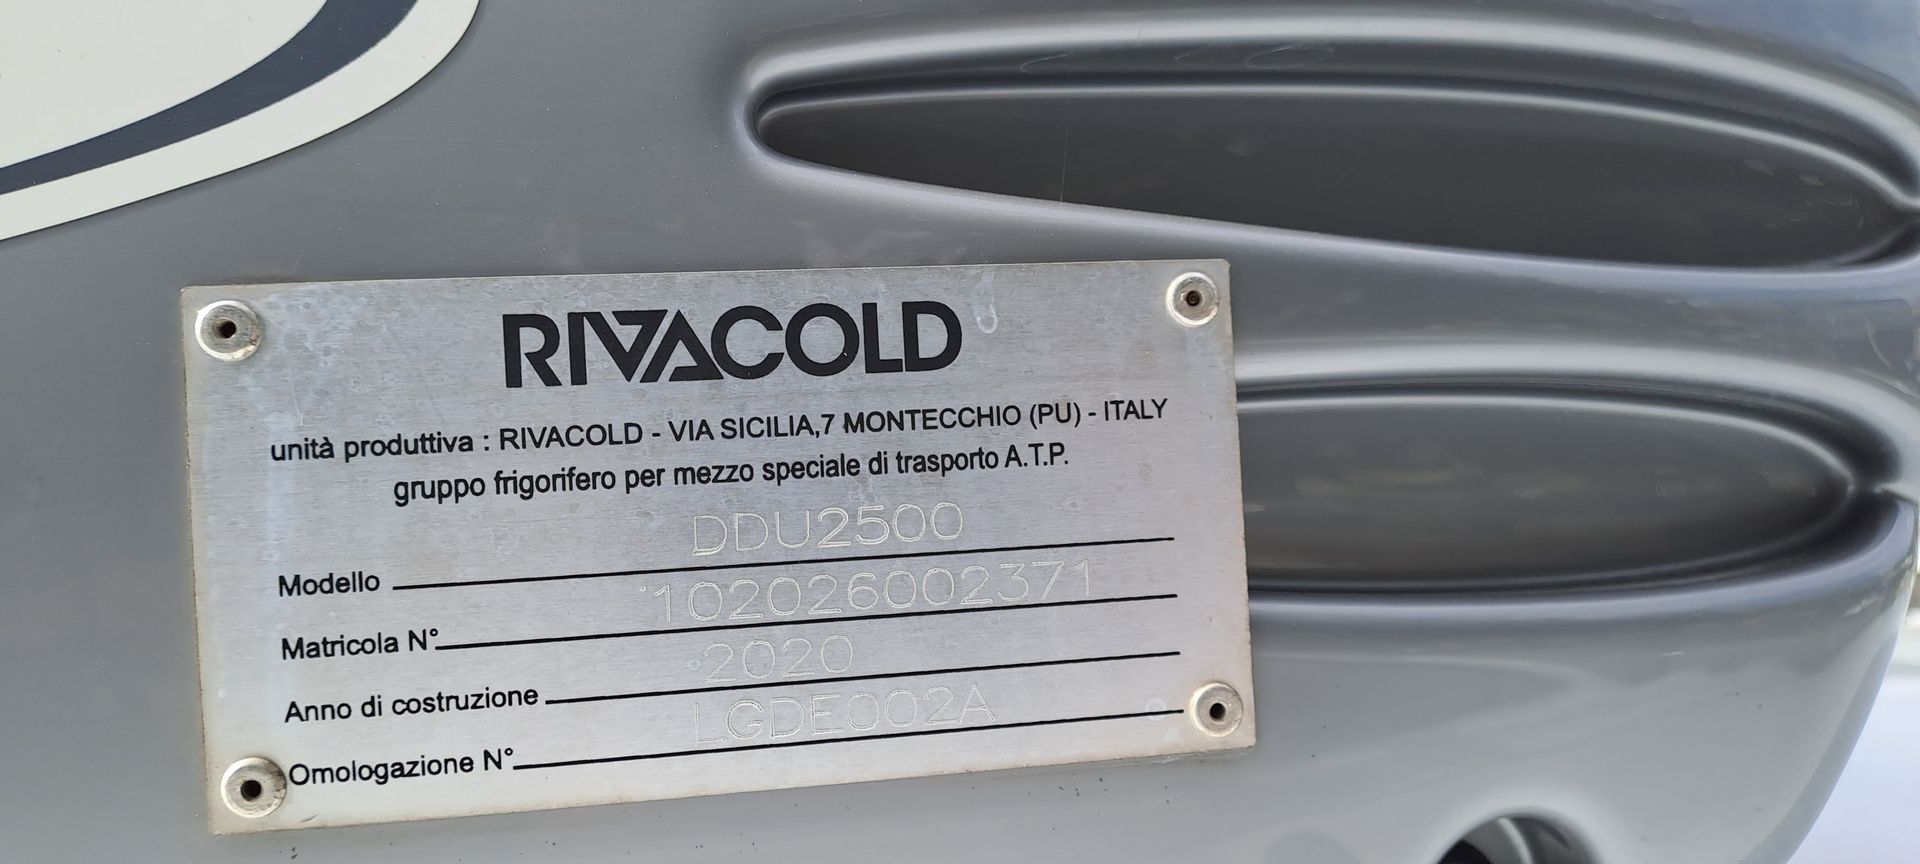 RIVACOLD
unità produttiva : RIVACOLD - VIA SICILIA,7 MONTECCHIO (PU) - ITALY
gruppo frigorifero per mezzo speciale di trasporto A.T.P.
Modello DDU2500
Matricola N° 102026002371
Anno di costruzione 2020
Omologazione N° LGDE002A